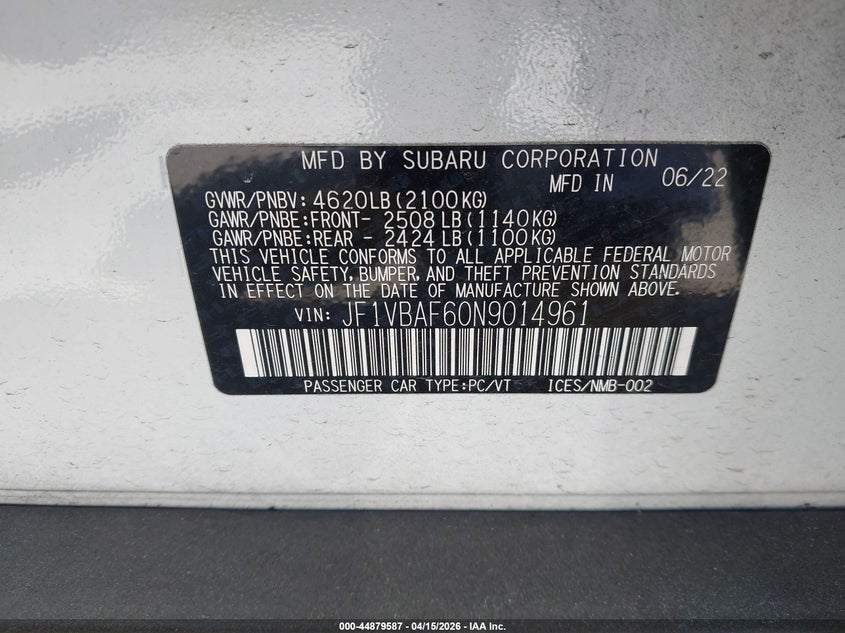 MFD BY SUBARU CORPORATION
MFD IN 06/22
GVWR/PNBV: 4620LB(2100KG)
GAWR/PNBE:FRONT- 2508 LB(1140KG)
GAWR/PNBE:REAR - 2424 LB(1100KG)
THIS VEHICLE CONFORMS TO ALL APPLICABLE FEDERAL MOTOR
VEHICLE SAFETY, BUMPER, AND THEFT PREVENTION STANDARDS
IN EFFECT ON THE DATE OF MANUFACTURE SHOWN ABOVE.
VIN: JF1VBAF60N9014961
PASSENGER CAR TYPE:PC/VT ICES/NMB-002
000-44879587 - 04/15/2026 - IAA Inc.